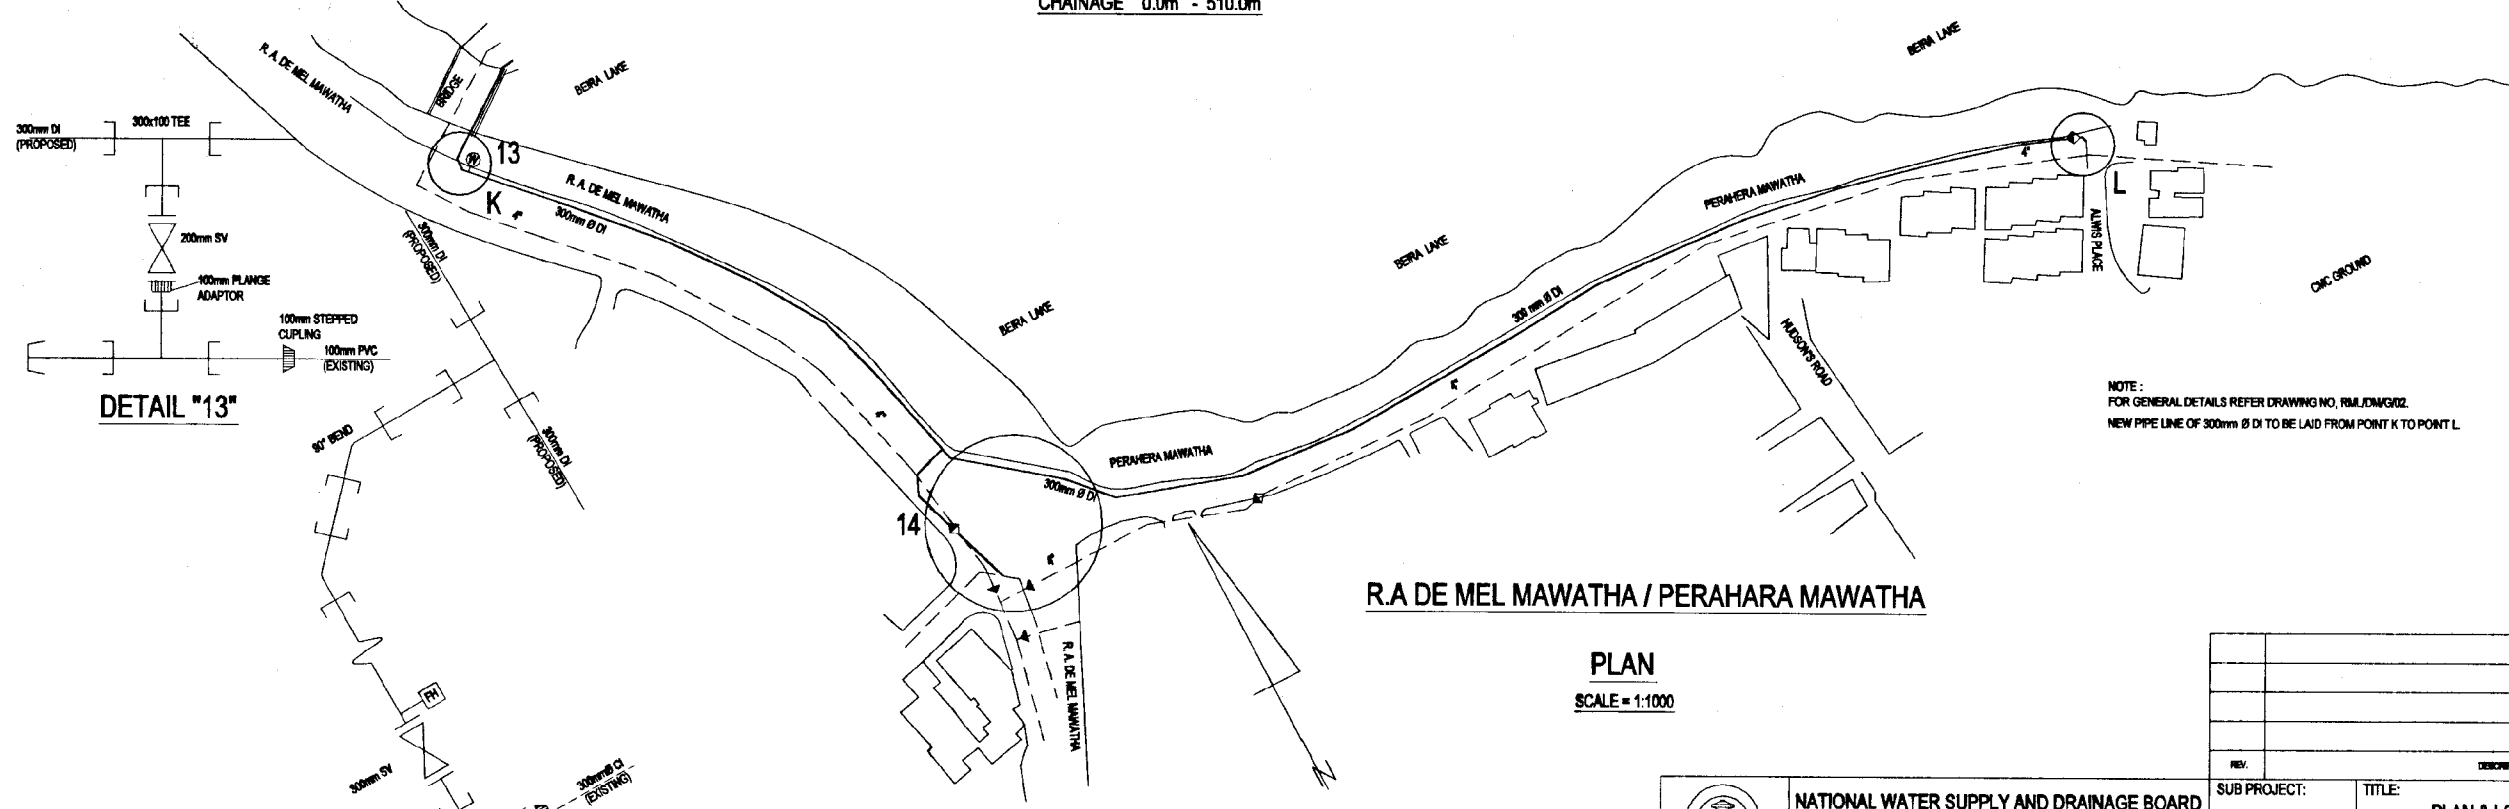 CHAINAGE 0.0m - 510.0m
BEIRA LAKE
R. A. DE MEL MAWATHA
BRIDGE
BEIRA LAKE
300mm DI
(PROPOSED)
300x100 TEE
13
K
4"
R. A. DE MEL MAWATHA
300mm Ø DI
200mm SV
100mm FLANGE
ADAPTOR
100mm STEPPED
CUPLING
100mm PVC
(EXISTING)
DETAIL "13"
300mm DI
(PROPOSED)
BEIRA LAKE
BEIRA LAKE
PERAHERA MAWATHA
4"
L
ALWIS PLACE
CMC GROUND
300 mm Ø DI
HUDSON'S ROAD
NOTE :
FOR GENERAL DETAILS REFER DRAWING NO, RML/DM/G/02.
NEW PIPE LINE OF 300mm Ø DI TO BE LAID FROM POINT K TO POINT L
90° BEND
300mm DI
(PROPOSED)
PERAHERA MAWATHA
300mm Ø DI
14
R.A DE MEL MAWATHA / PERAHARA MAWATHA
R. A. DE MEL MAWATHA
PLAN
SCALE = 1:1000
FH
300mm SV
300mmØ CI
(EXISTING)
N
REV.
NATIONAL WATER SUPPLY AND DRAINAGE BOARD
SUB PROJECT:
TITLE: